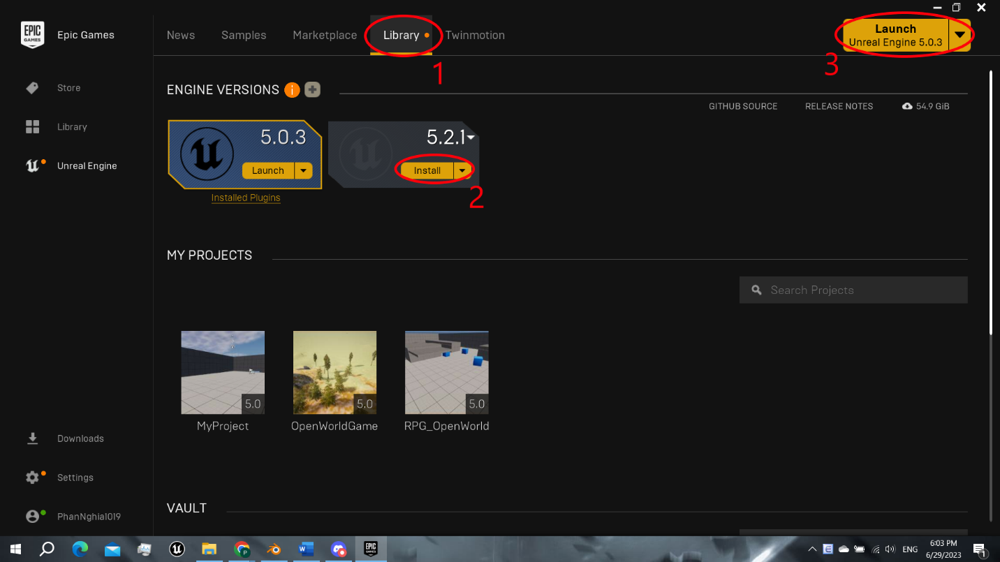 EPIC
GAMES
Epic Games
News
Samples
Marketplace
Library
Twinmotion
Launch
Unreal Engine 5.0.3
1
3
Store
Library
Unreal Engine
ENGINE VERSIONS
GITHUB SOURCE
RELEASE NOTES
54.9 GiB
5.0.3
Launch
Installed Plugins
5.2.1
Install
2
MY PROJECTS
Search Projects
5.0
MyProject
5.0
OpenWorldGame
5.0
RPG_OpenWorld
VAULT
Downloads
Settings
PhanNghia1019
ENG
6:03 PM
6/29/2023
1
EPIC
GAMES